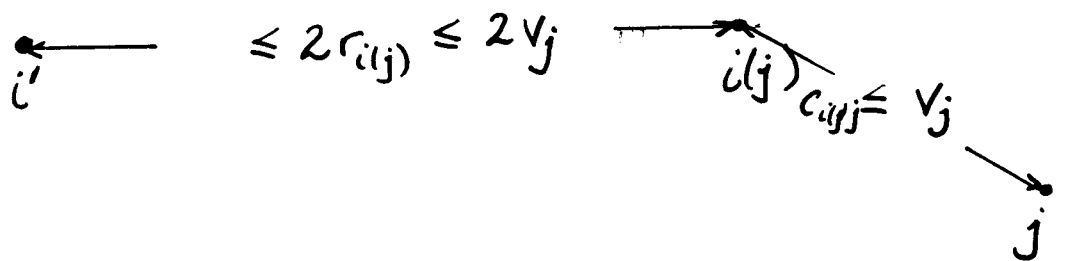 ≤ 2r_{i(j)} ≤ 2v_j
i'
i(j)
c_{i(j)j} ≤ v_j
j